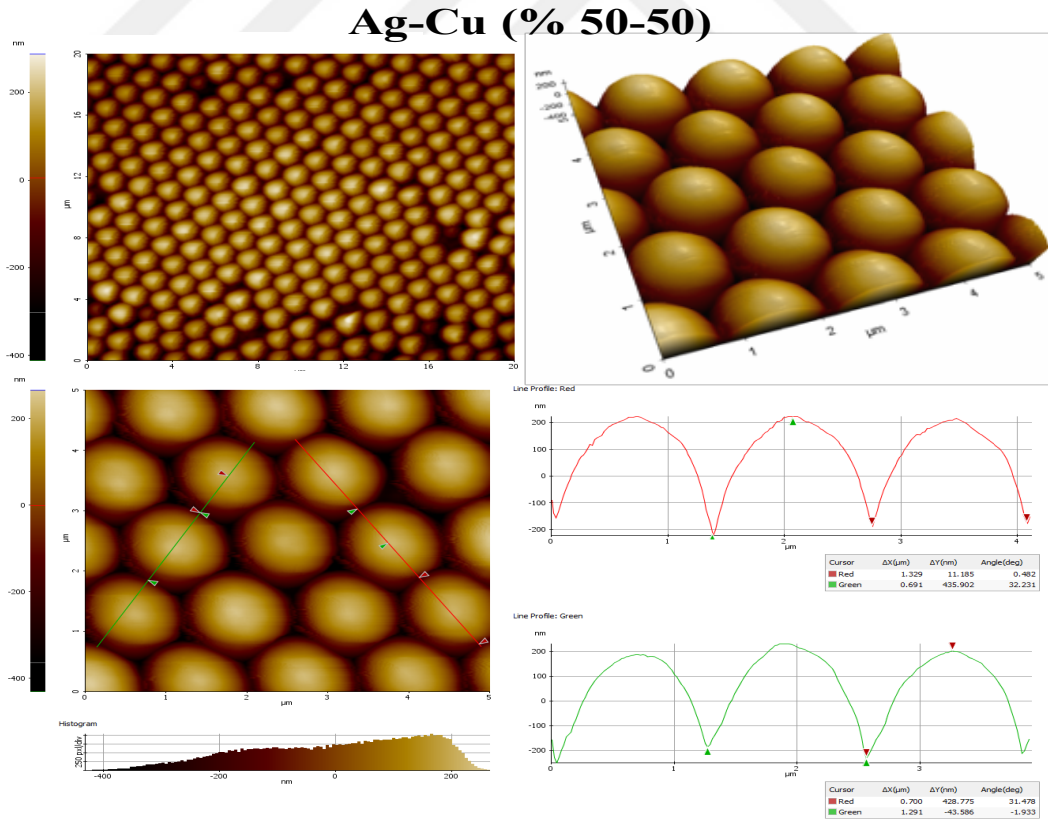 Ag-Cu (% 50-50)
nm
200
0
-200
-400
20
16
12
8
4
0
µm
0 4 8 12 16 20
nm
200
0
-200
-400
4
3
2
1
0
µm
0
1
2
3
4
5
µm
nm
200
0
-200
-400
5
4
3
2
1
0
µm
0 1 2 3 4 5
µm
Line Profile: Red
nm
200
100
0
-100
-200
0 1 2 3 4
µm
Cursor ΔX(µm) ΔY(nm) Angle(deg)
Red 1.329 11.185 0.482
Green 0.691 435.902 32.231
Line Profile: Green
nm
200
100
0
-100
-200
0 1 2 3
µm
Cursor ΔX(µm) ΔY(nm) Angle(deg)
Red 0.700 428.775 31.478
Green 1.291 -43.586 -1.933
Histogram
250 pxl/div
-400 -200 0 200
nm